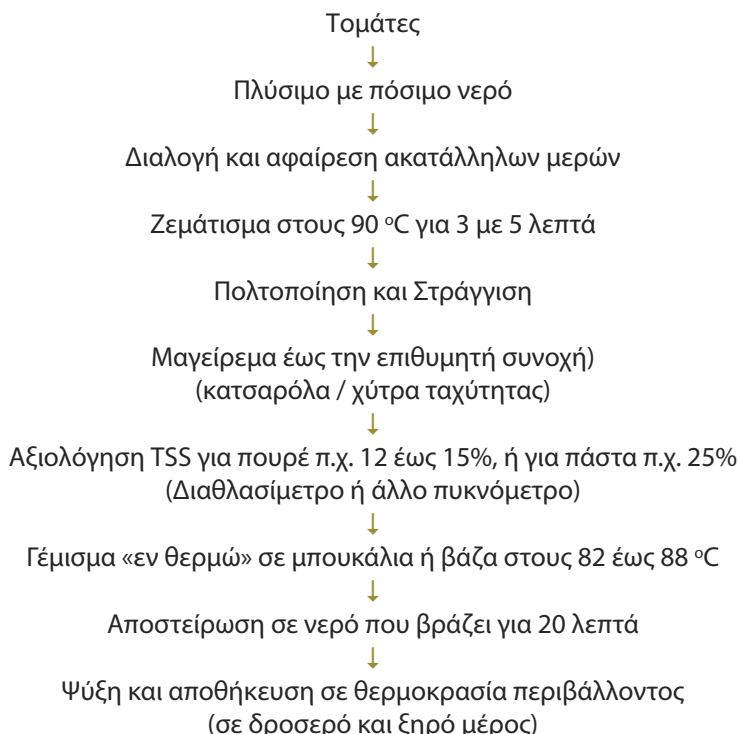 Τομάτες
↓
Πλύσιμο με πόσιμο νερό
↓
Διαλογή και αφαίρεση ακατάλληλων μερών
↓
Ζεμάτισμα στους 90 °C για 3 με 5 λεπτά
↓
Πολτοποίηση και Στράγγιση
↓
Μαγείρεμα έως την επιθυμητή συνοχή)
(κατσαρόλα / χύτρα ταχύτητας)
↓
Αξιολόγηση TSS για πουρέ π.χ. 12 έως 15%, ή για πάστα π.χ. 25%
(Διαθλασίμετρο ή άλλο πυκνόμετρο)
↓
Γέμισμα «εν θερμώ» σε μπουκάλια ή βάζα στους 82 έως 88 °C
↓
Αποστείρωση σε νερό που βράζει για 20 λεπτά
↓
Ψύξη και αποθήκευση σε θερμοκρασία περιβάλλοντος
(σε δροσερό και ξηρό μέρος)